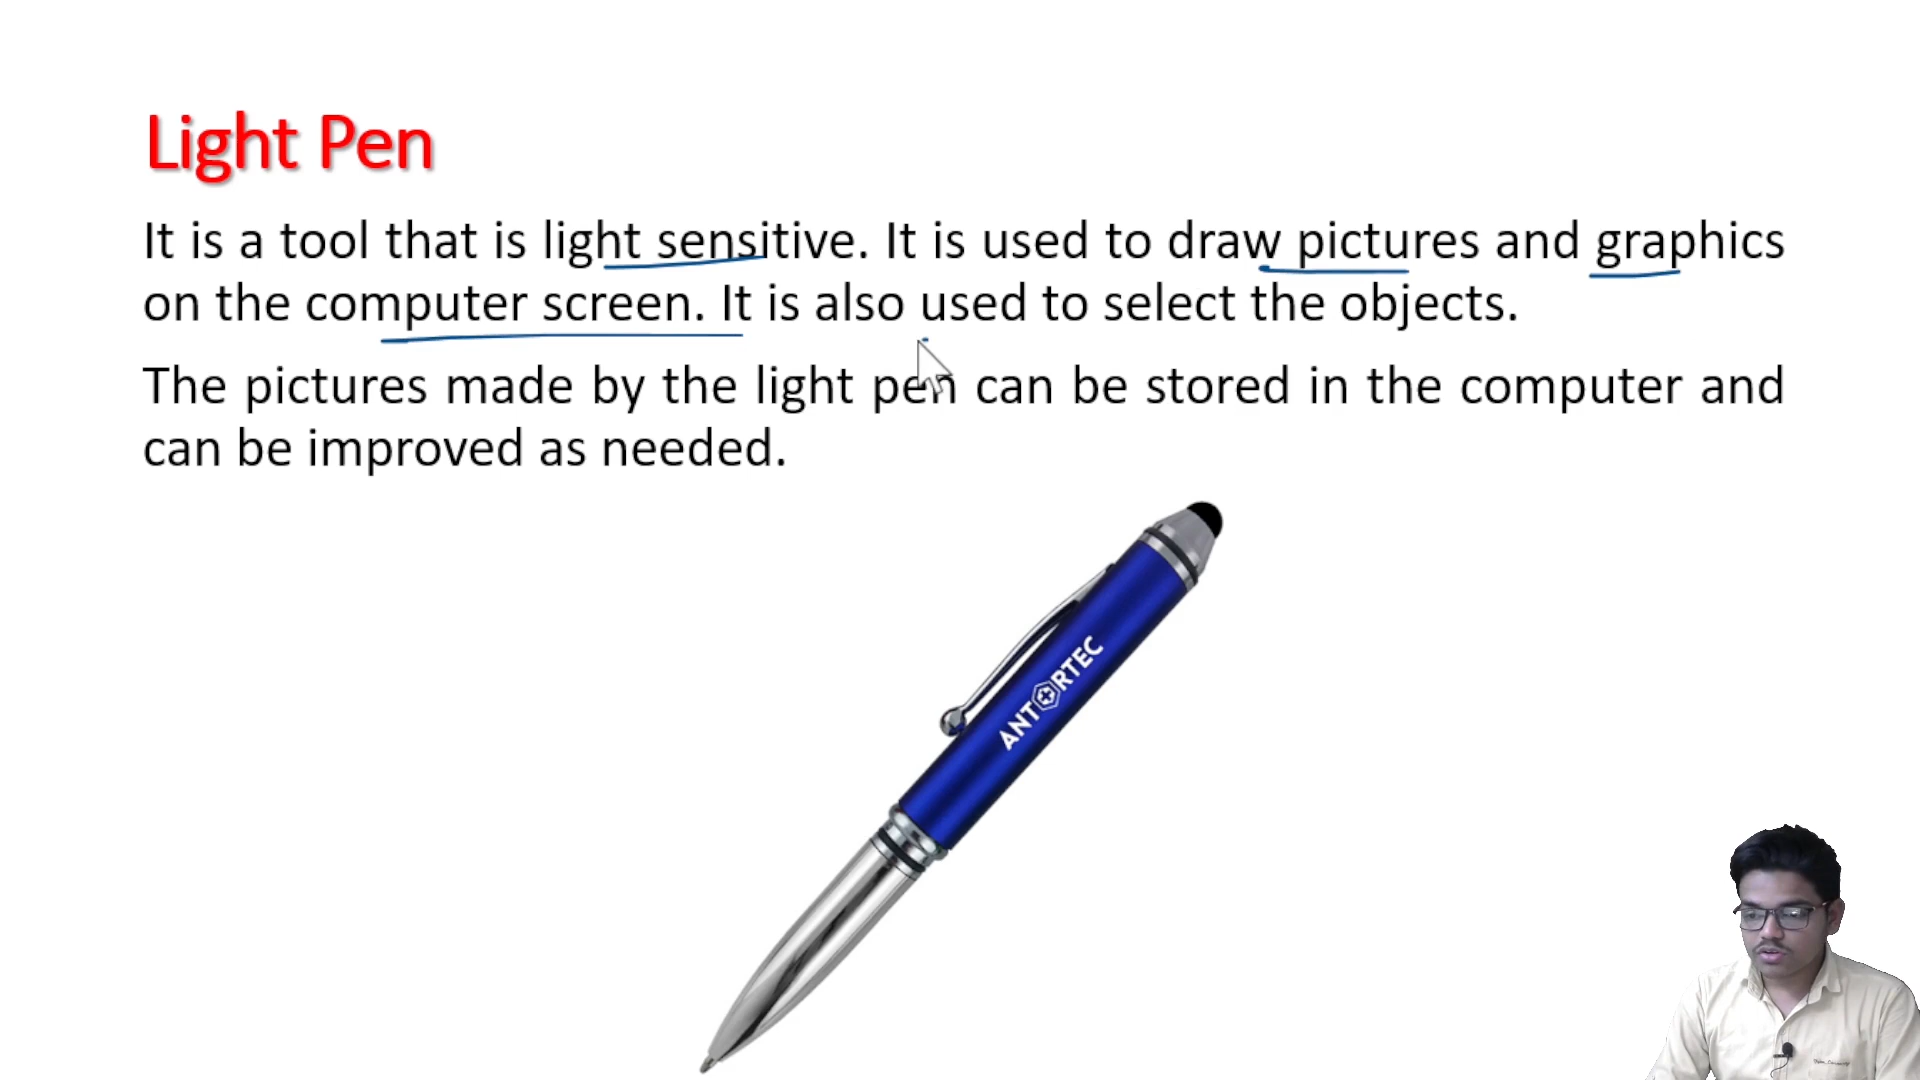 Light Pen
It is a tool that is light sensitive. It is used to draw pictures and graphics
on the computer screen. It is also used to select the objects.
The pictures made by the light pen can be stored in the computer and
can be improved as needed.
ANTORTEC